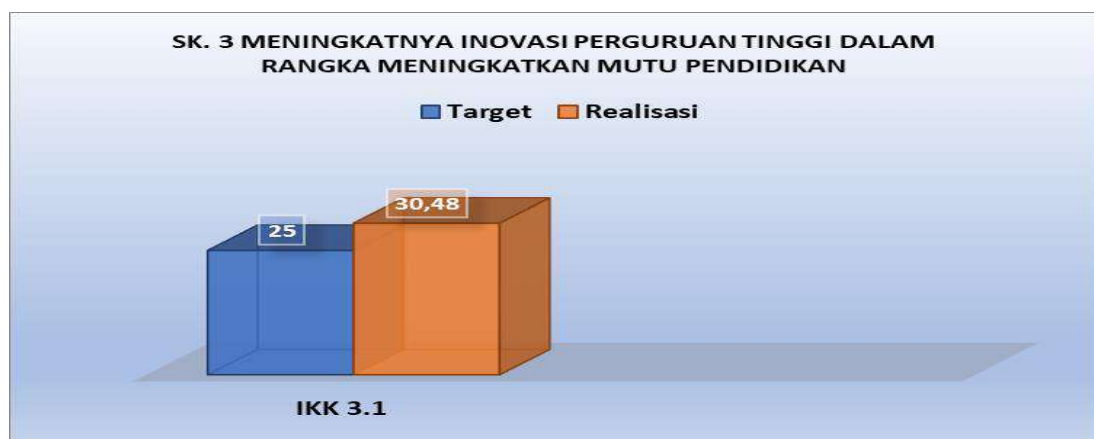 SK. 3 MENINGKATNYA INOVASI PERGURUAN TINGGI DALAM
RANGKA MENINGKATKAN MUTU PENDIDIKAN
Target Realisasi
25
30,48
IKK 3.1